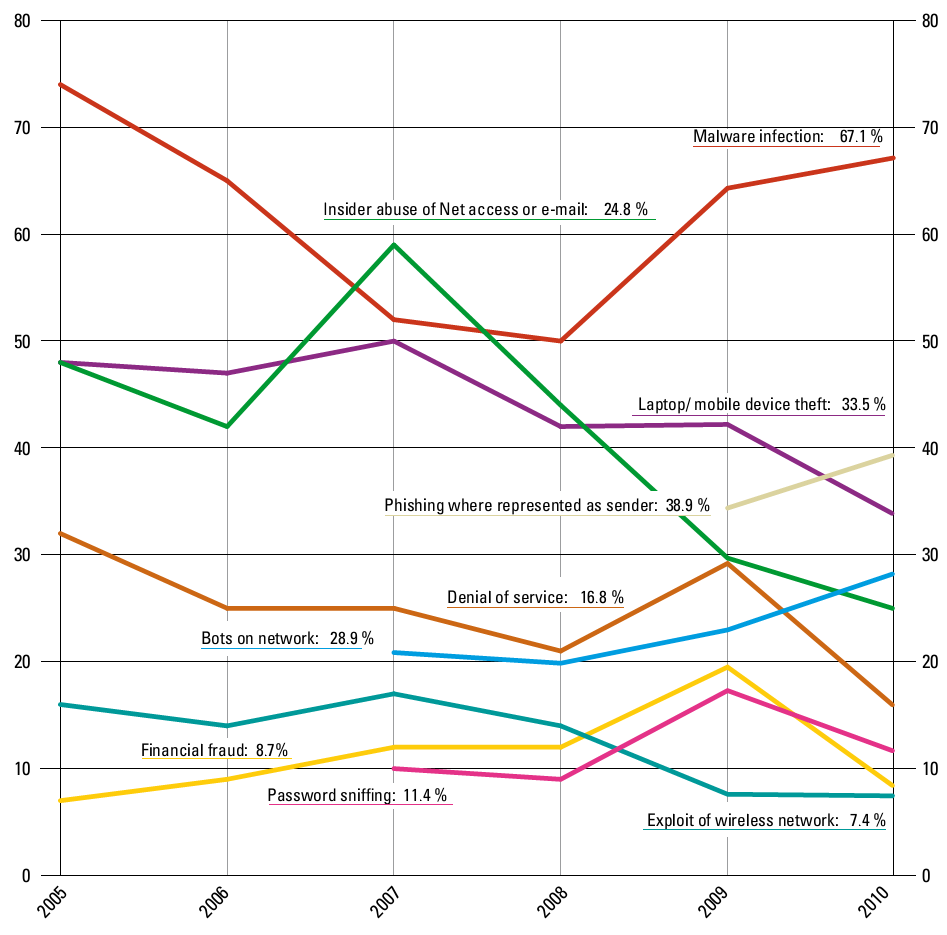 80 80
70 70
Malware infection: 67.1 %
Insider abuse of Net access or e-mail: 24.8 %
60 60
50 50
Laptop/ mobile device theft: 33.5 %
40 40
Phishing where represented as sender: 38.9 %
30 30
Denial of service: 16.8 %
Bots on network: 28.9 %
20 20
Financial fraud: 8.7%
10 10
Password sniffing: 11.4 %
Exploit of wireless network: 7.4 %
0 0
2005 2006 2007 2008 2009 2010